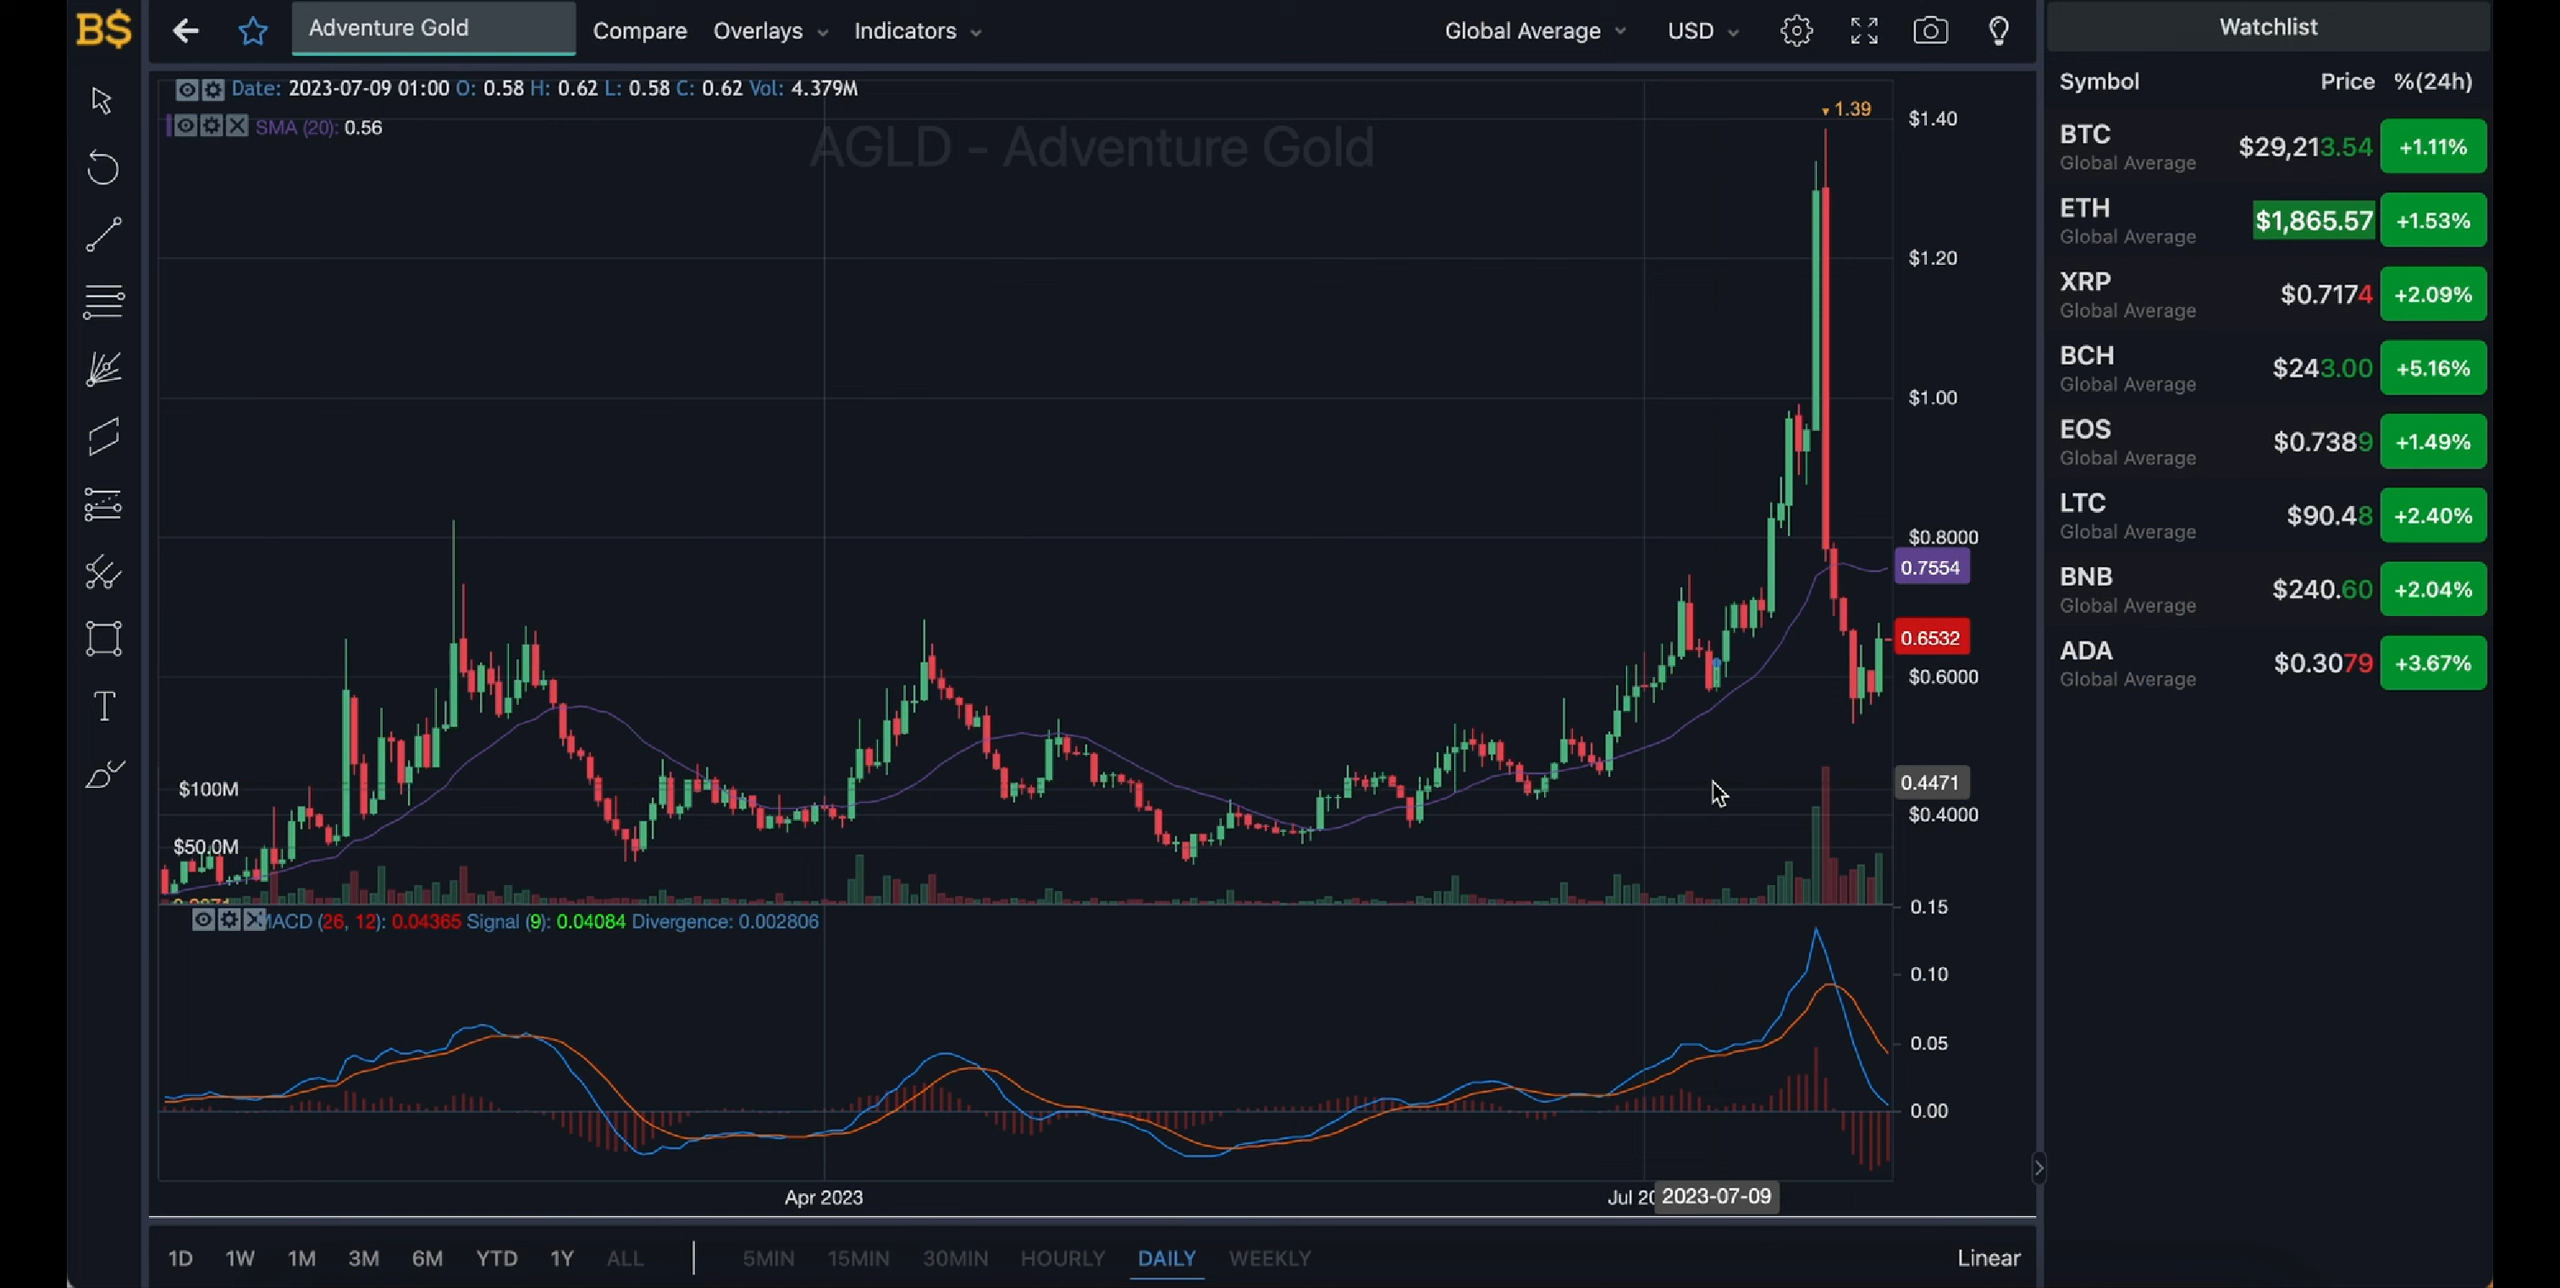 B$
Adventure Gold
Compare
Overlays
Indicators
Global Average
USD
Watchlist
Date: 2023-07-09 01:00 O: 0.58 H: 0.62 L: 0.58 C: 0.62 Vol: 4.379M
SMA (20): 0.56
AGLD - Adventure Gold
1.39
$1.40
$1.20
$1.00
$0.8000
0.7554
0.6532
$0.6000
0.4471
$0.4000
$100M
$50.0M
MACD (26, 12): 0.04365 Signal (9): 0.04084 Divergence: 0.002806
0.15
0.10
0.05
0.00
Apr 2023
Jul 20
2023-07-09
1D 1W 1M 3M 6M YTD 1Y ALL
5MIN 15MIN 30MIN HOURLY DAILY WEEKLY
Linear
Symbol Price %(24h)
BTC $29,213.54 +1.11%
Global Average
ETH $1,865.57 +1.53%
Global Average
XRP $0.7174 +2.09%
Global Average
BCH $243.00 +5.16%
Global Average
EOS $0.7389 +1.49%
Global Average
LTC $90.48 +2.40%
Global Average
BNB $240.60 +2.04%
Global Average
ADA $0.3079 +3.67%
Global Average
T